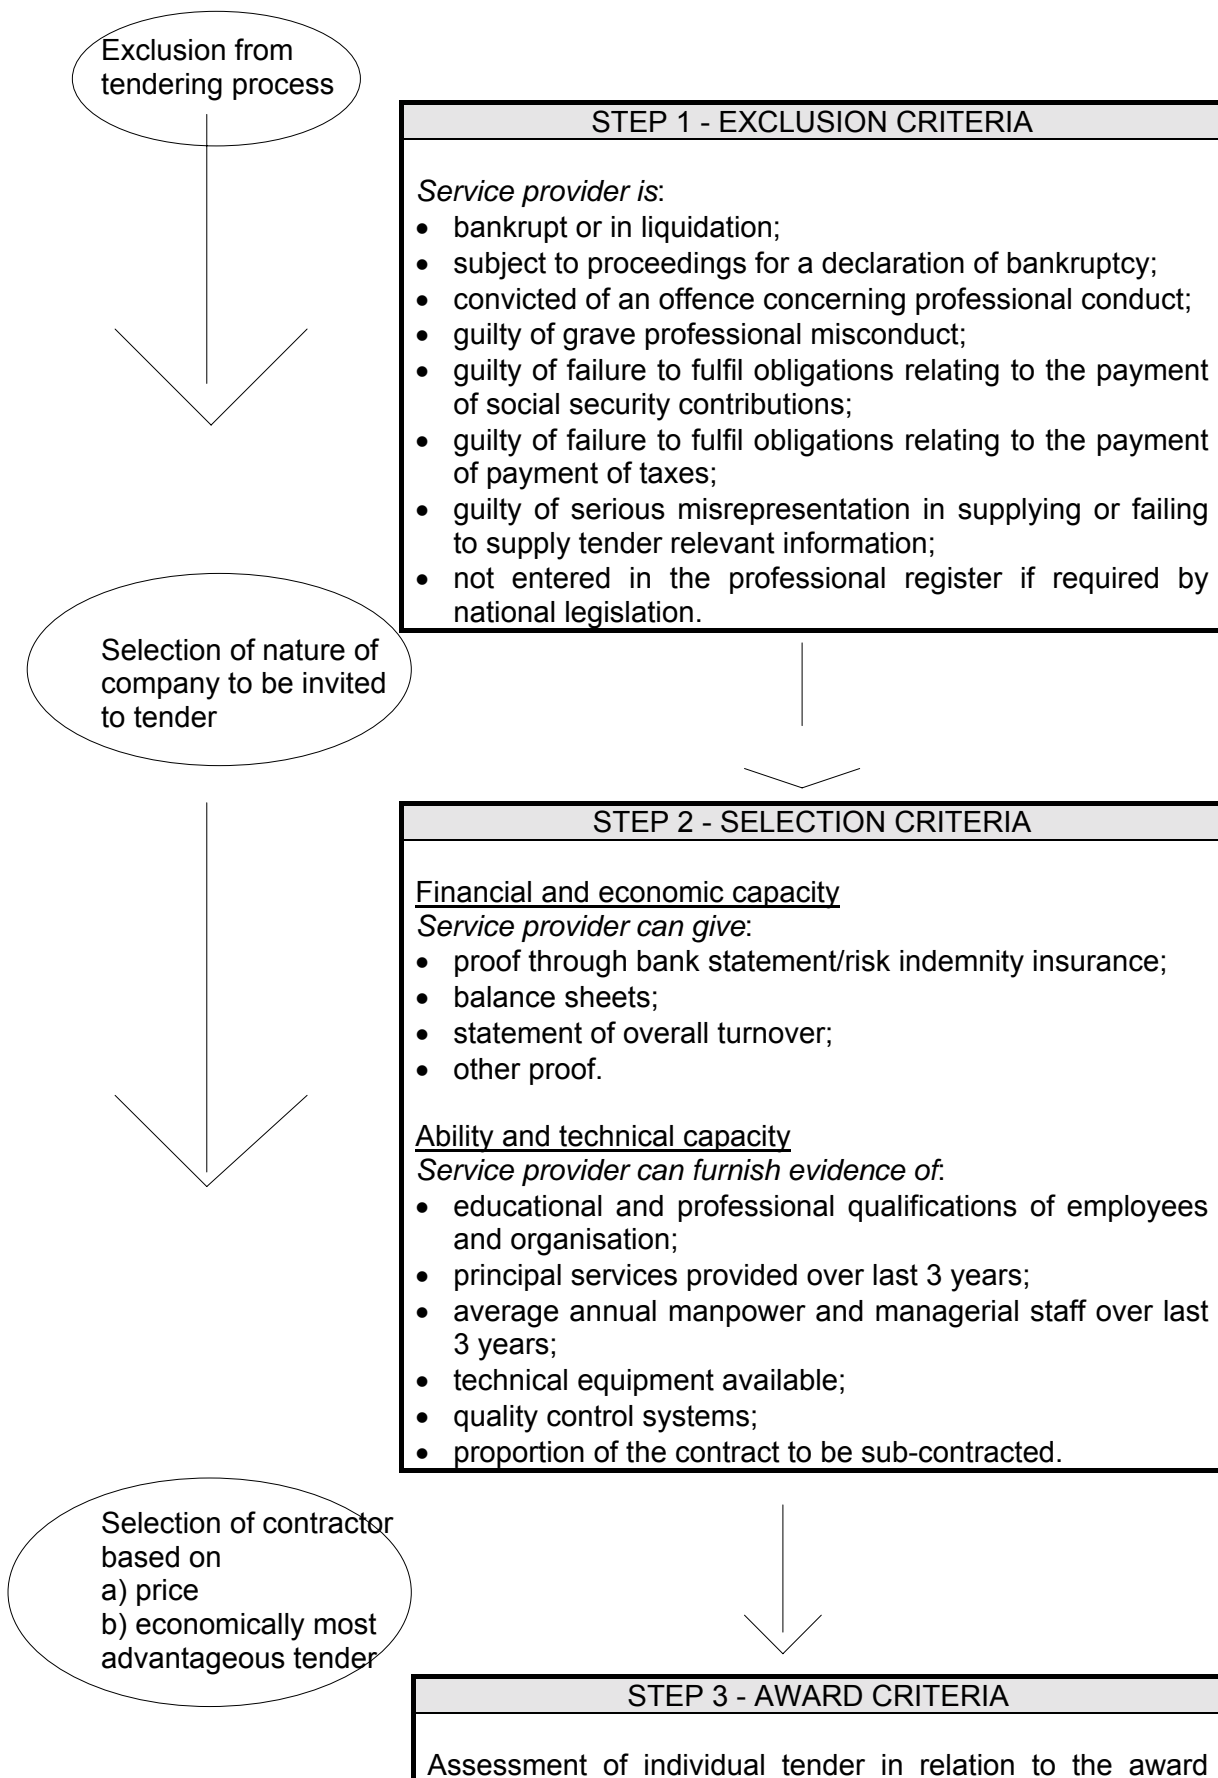 Exclusion from
tendering process
STEP 1 - EXCLUSION CRITERIA
Service provider is:
• bankrupt or in liquidation;
• subject to proceedings for a declaration of bankruptcy;
• convicted of an offence concerning professional conduct;
• guilty of grave professional misconduct;
• guilty of failure to fulfil obligations relating to the payment
of social security contributions;
• guilty of failure to fulfil obligations relating to the payment
of payment of taxes;
• guilty of serious misrepresentation in supplying or failing
to supply tender relevant information;
• not entered in the professional register if required by
national legislation.
Selection of nature of
company to be invited
to tender
STEP 2 - SELECTION CRITERIA
Financial and economic capacity
Service provider can give:
• proof through bank statement/risk indemnity insurance;
• balance sheets;
• statement of overall turnover;
• other proof.
Ability and technical capacity
Service provider can furnish evidence of:
• educational and professional qualifications of employees
and organisation;
• principal services provided over last 3 years;
• average annual manpower and managerial staff over last
3 years;
• technical equipment available;
• quality control systems;
• proportion of the contract to be sub-contracted.
Selection of contractor
based on
a) price
b) economically most
advantageous tender
STEP 3 - AWARD CRITERIA
Assessment of individual tender in relation to the award